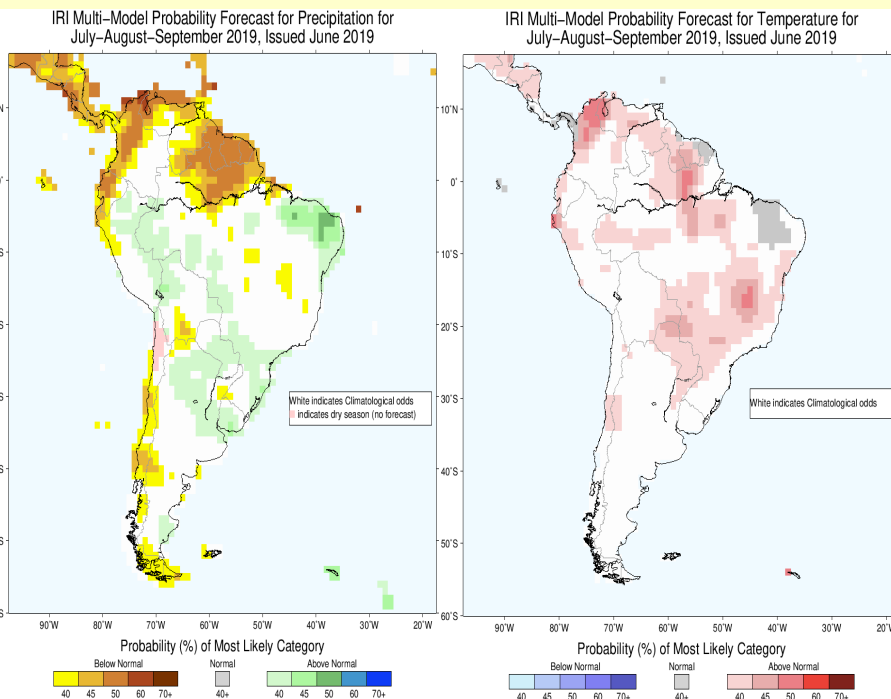 IRI Multi-Model Probability Forecast for Precipitation for
July-August-September 2019, Issued June 2019
N
°
S
S
S
S
S
S
White indicates Climatological odds
indicates dry season (no forecast)
90°W 80°W 70°W 60°W 50°W 40°W 30°W 20°W
Probability (%) of Most Likely Category
Below Normal Normal Above Normal
40 45 50 60 70+ 40+ 40 45 50 60 70+
IRI Multi-Model Probability Forecast for Temperature for
July-August-September 2019, Issued June 2019
10°N
0°
10°S
20°S
30°S
White indicates Climatological odds
40°S
50°S
60°S
90°W 80°W 70°W 60°W 50°W 40°W 30°W 20°W
Probability (%) of Most Likely Category
Below Normal Normal Above Normal
40 45 50 60 70+ 40+ 40 45 50 60 70+